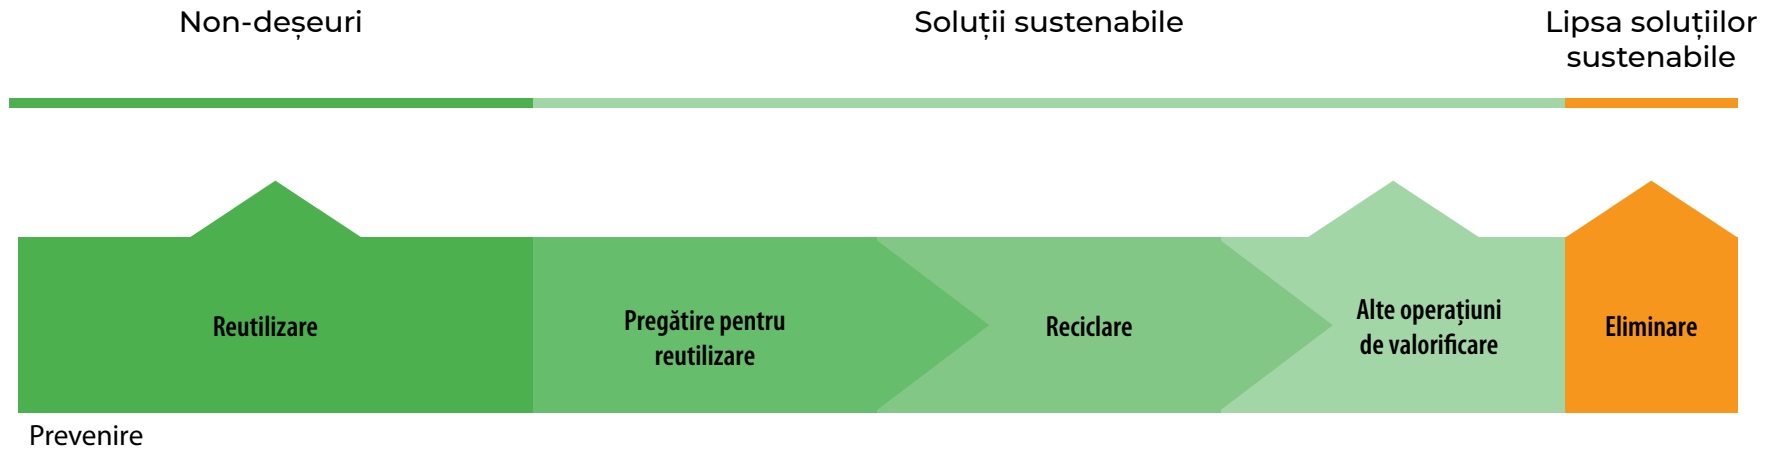 Non-deșeuri
Soluții sustenabile
Lipsa soluțiilor
sustenabile
Reutilizare
Pregătire pentru
reutilizare
Reciclare
Alte operațiuni
de valorificare
Eliminare
Prevenire